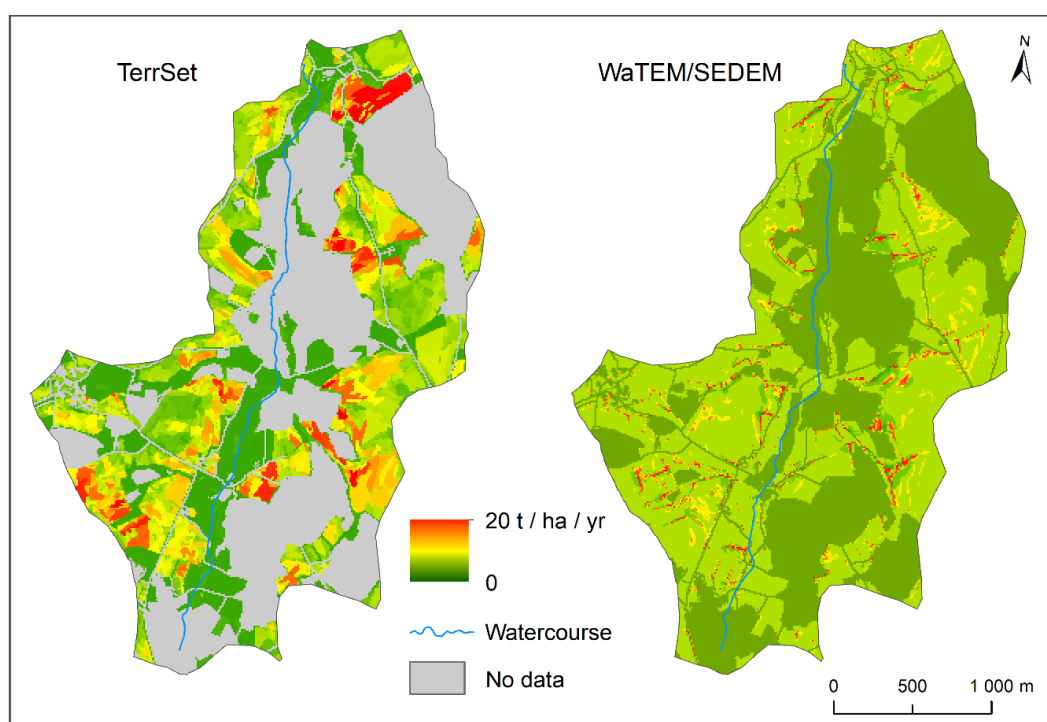 TerrSet
WaTEM/SEDEM
N
20 t / ha / yr
0
Watercourse
No data
0 500 1 000 m